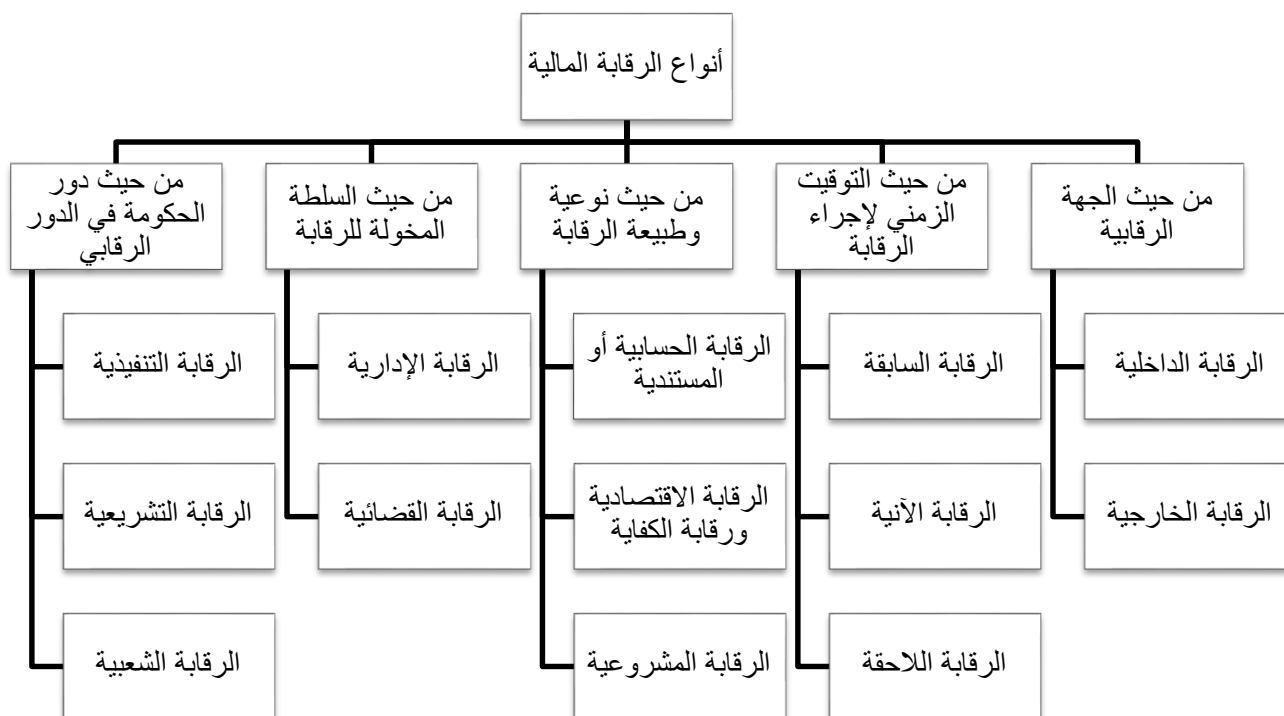 أنواع الرقابة المالية
من حيث الجهة
الرقابية
من حيث التوقيت
الزمني لإجراء
الرقابة
من حيث نوعية
وطبيعة الرقابة
من حيث السلطة
المخولة للرقابة
من حيث دور
الحكومة في الدور
الرقابي
الرقابة الداخلية
الرقابة الخارجية
الرقابة السابقة
الرقابة الآنية
الرقابة اللاحقة
الرقابة الحسابية أو
المستندية
الرقابة الاقتصادية
ورقابة الكفاية
الرقابة المشروعية
الرقابة الإدارية
الرقابة القضائية
الرقابة التنفيذية
الرقابة التشريعية
الرقابة الشعبية